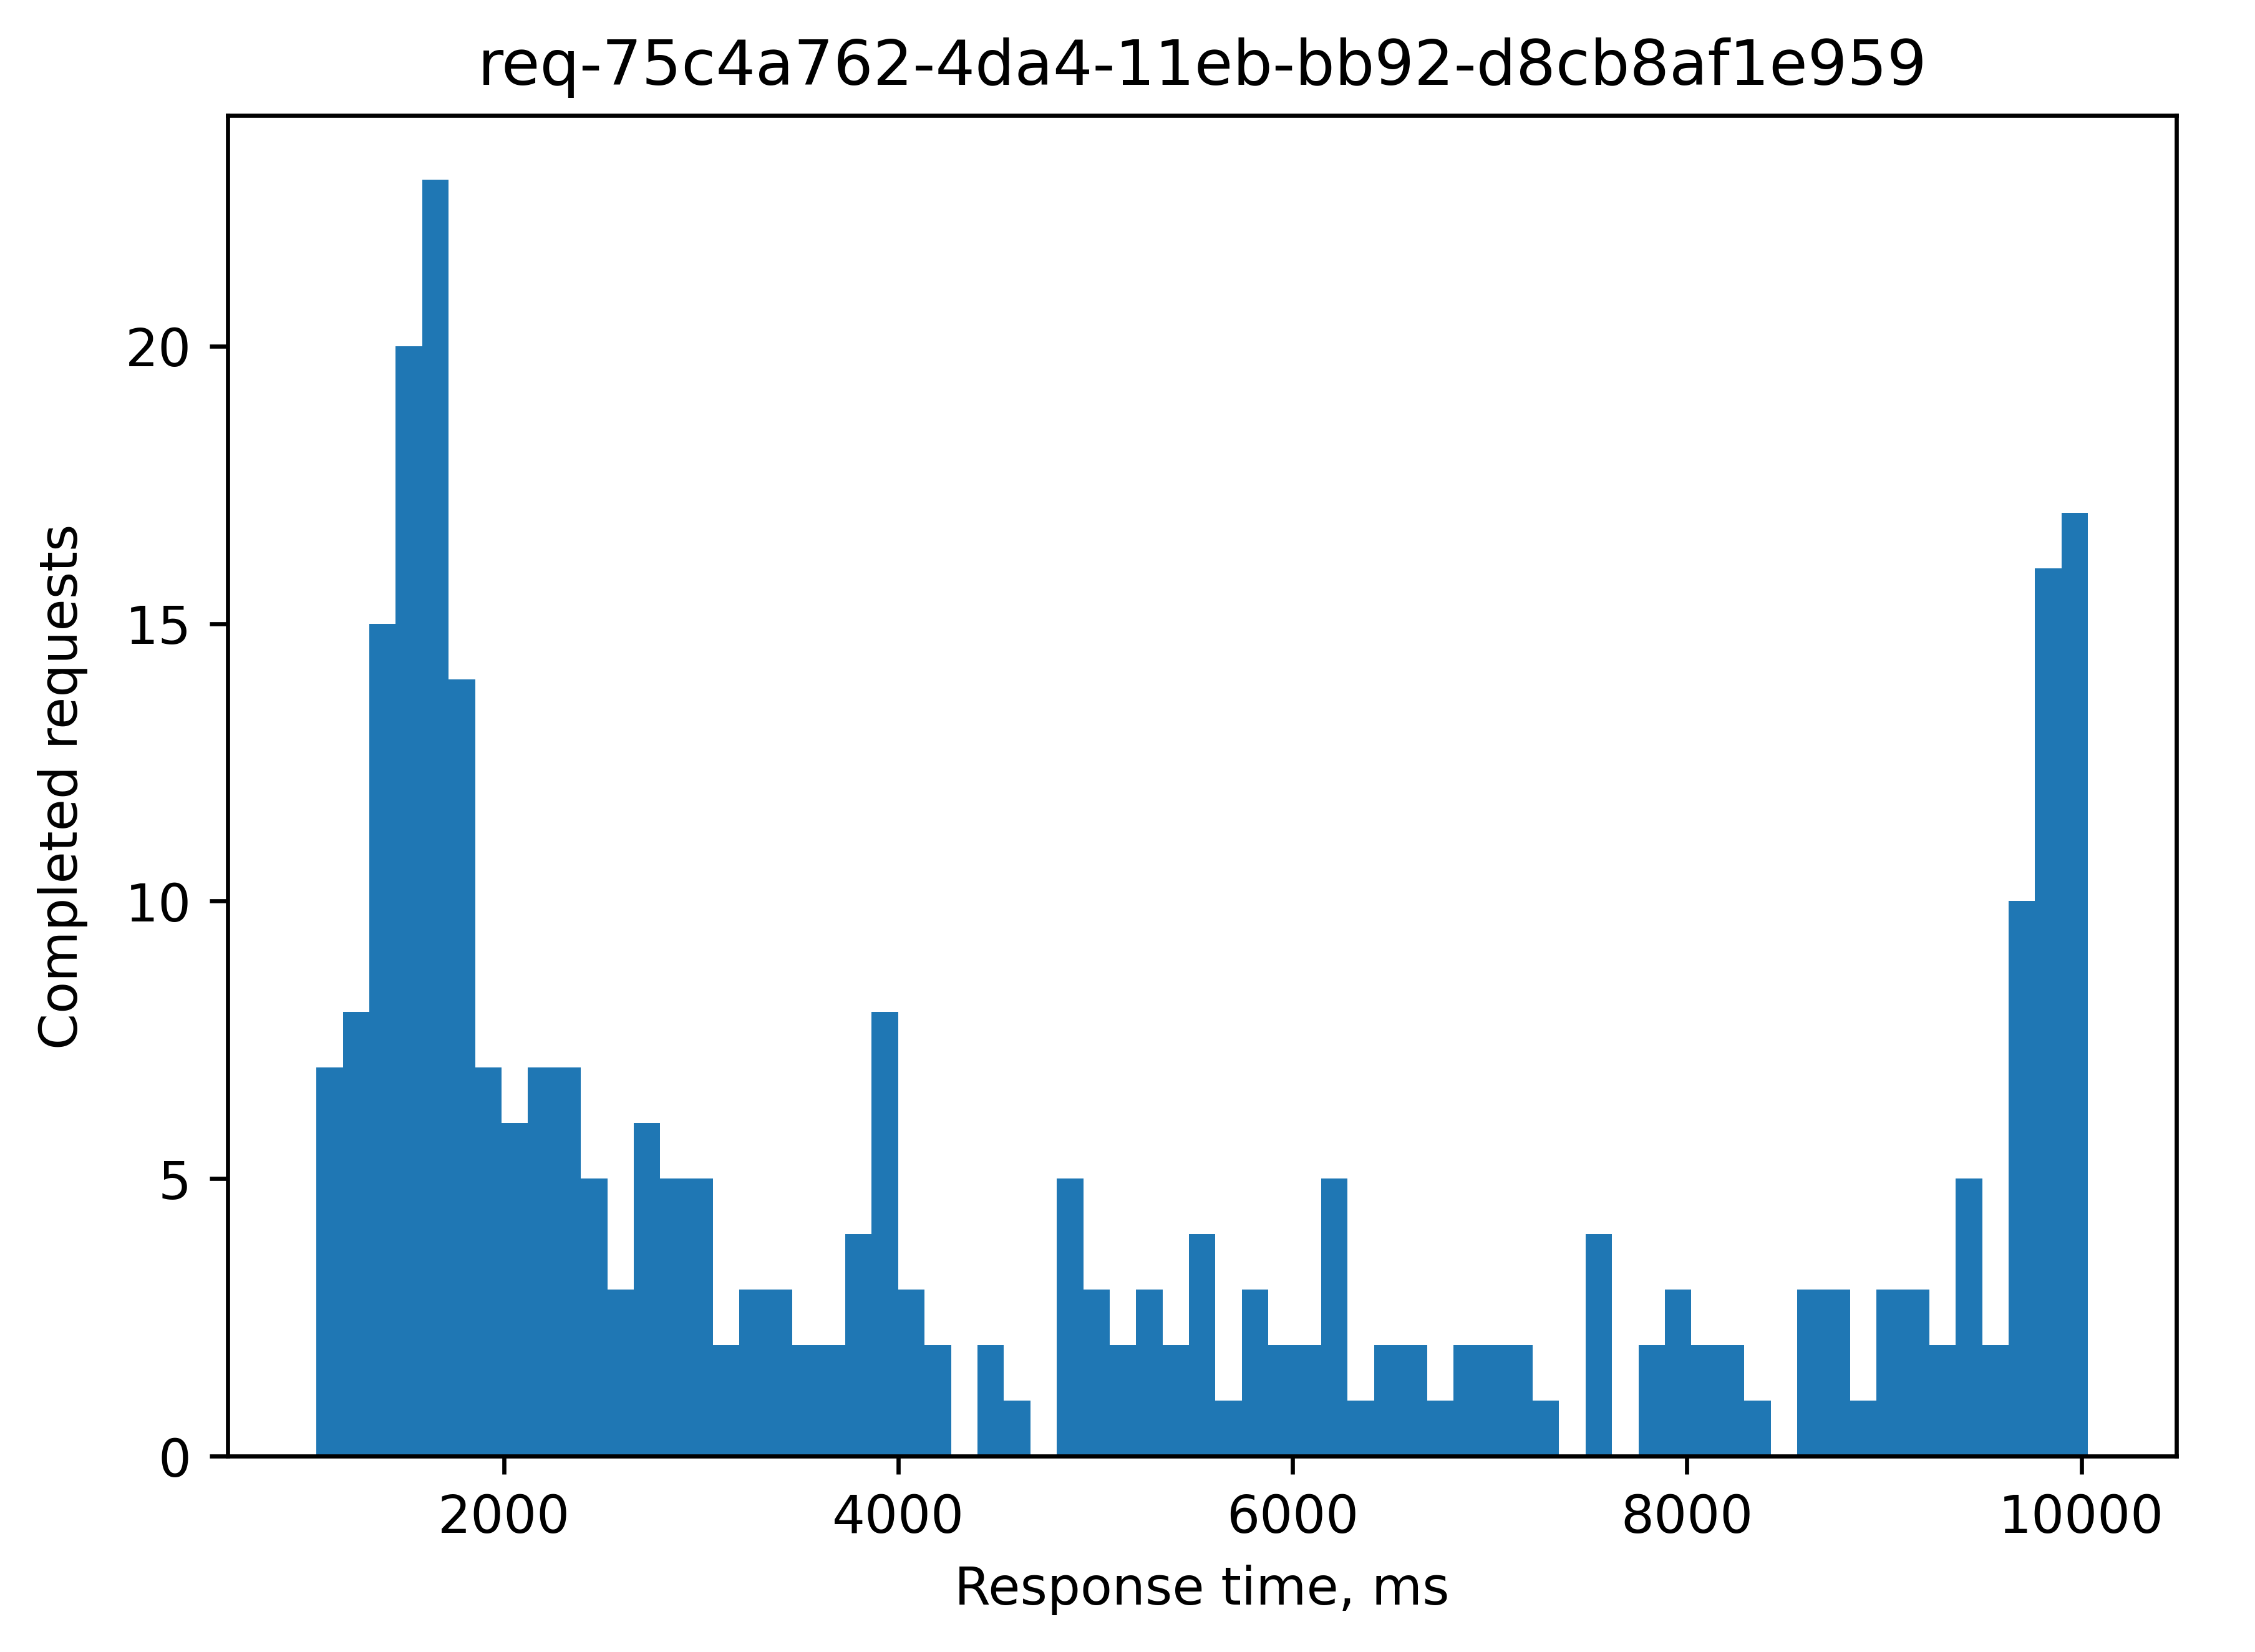 req-75c4a762-4da4-11eb-bb92-d8cb8af1e959
Completed requests
20
15
10
5
0
2000 4000 6000 8000 10000
Response time, ms